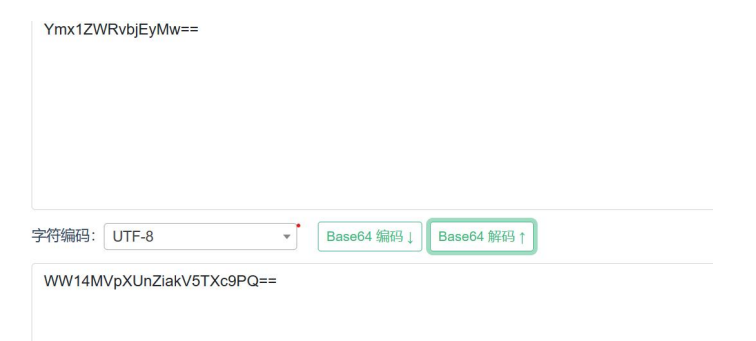 Ymx1ZWRvbjEyMw==
字符编码： UTF-8 Base64 编码↓ Base64 解码↑
WW14MVpXUnZiakV5TXc9PQ==